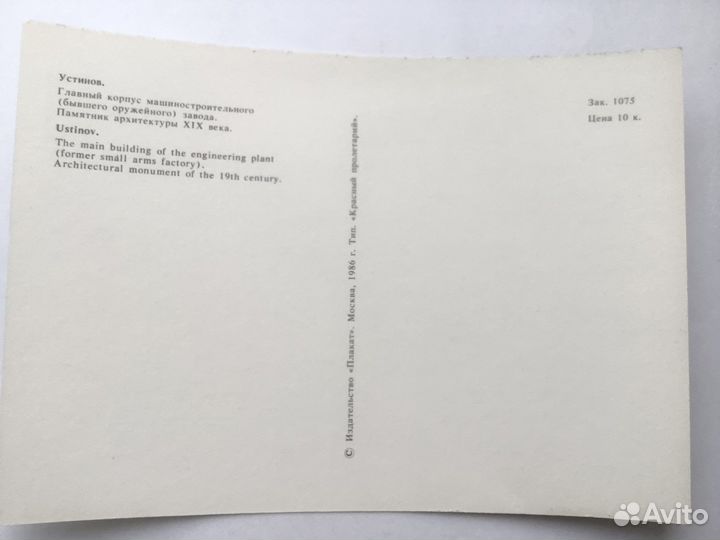 Устинов.
Главный корпус машиностроительного
(бывшего оружейного) завода.
Памятник архитектуры XIX века.
Ustinov.
The main building of the engineering plant
(former small arms factory).
Architectural monument of the 19th century.
© Издательство «Плакат». Москва, 1986 г. Тип. «Красный пролетарий».
Зак. 1075
Цена 10 к.
Avito